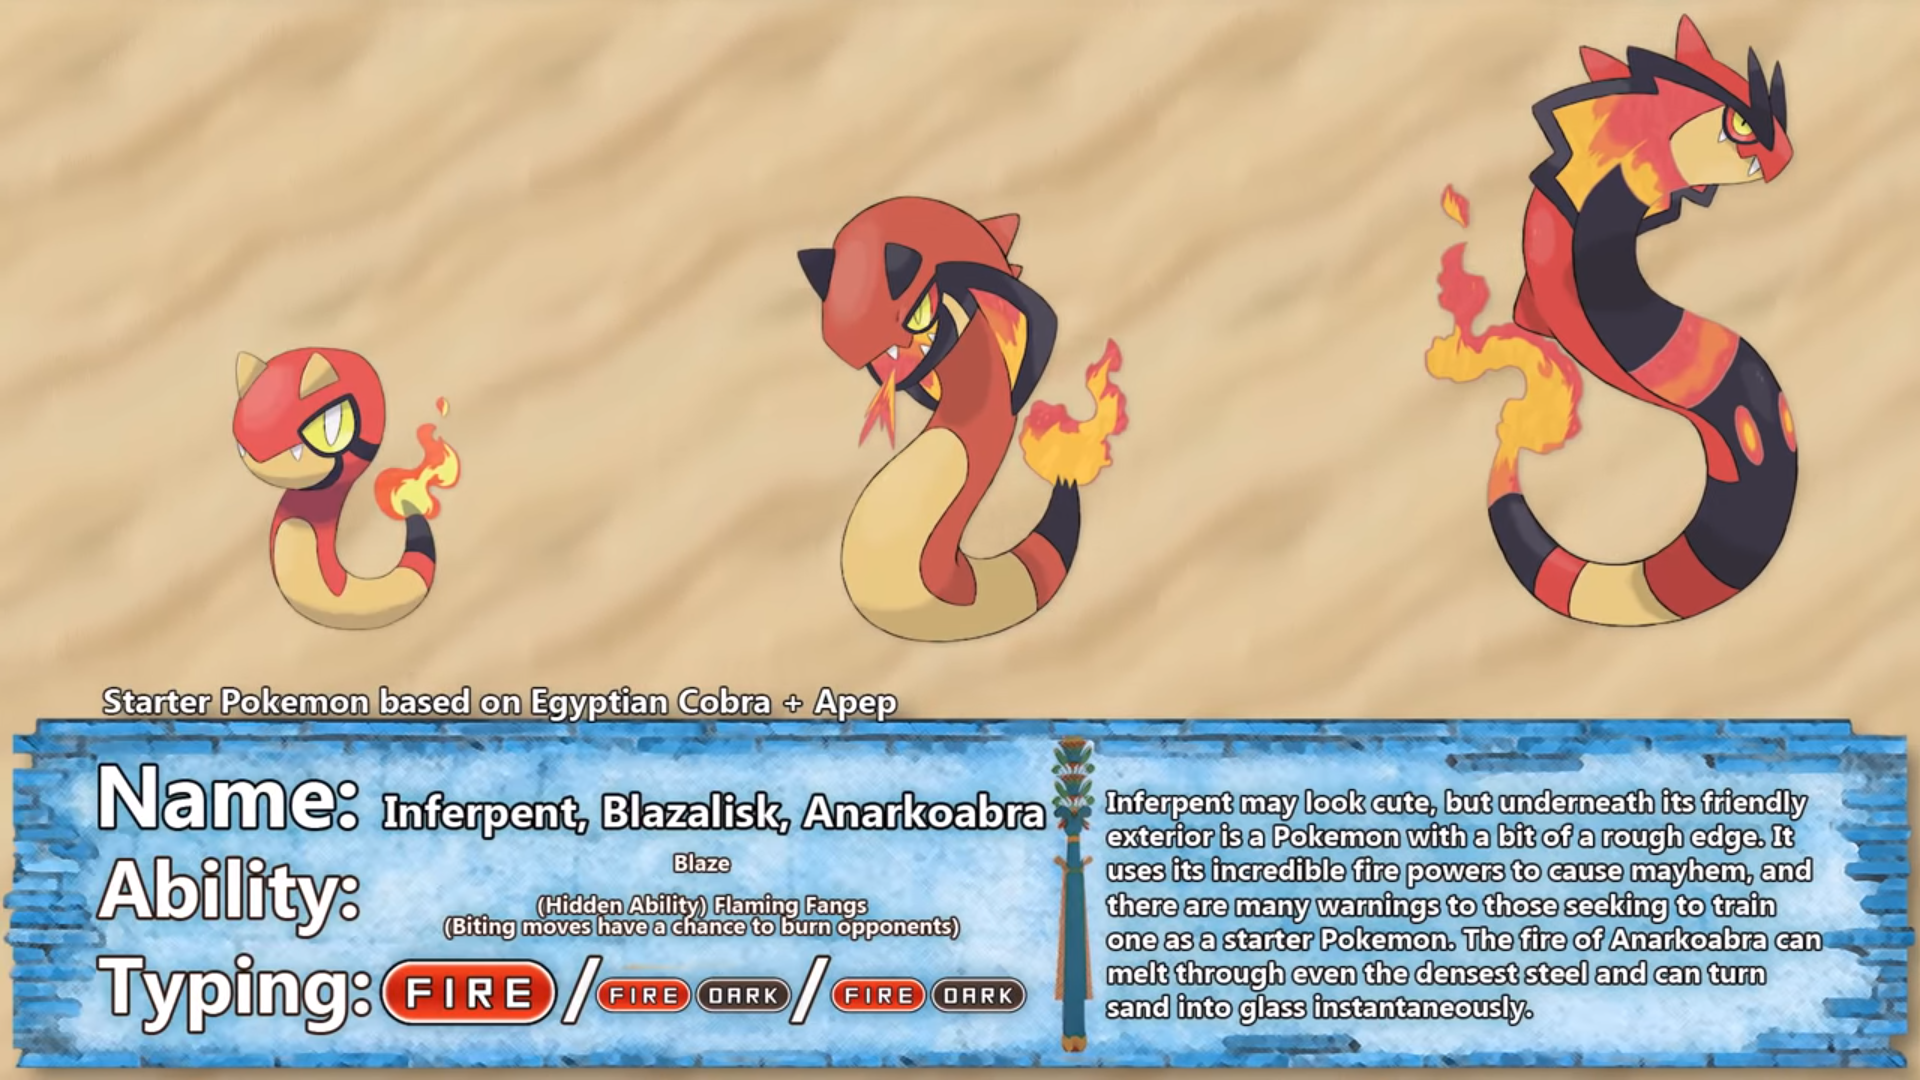 Starter Pokemon based on Egyptian Cobra + Apep
Name: Inferpent, Blazalisk, Anarkoabra
Ability: Blaze
(Hidden Ability) Flaming Fangs
(Biting moves have a chance to burn opponents)
Typing: FIRE / FIRE DARK / FIRE DARK
Inferpent may look cute, but underneath its friendly
exterior is a Pokemon with a bit of a rough edge. It
uses its incredible fire powers to cause mayhem, and
there are many warnings to those seeking to train
one as a starter Pokemon. The fire of Anarkoabra can
melt through even the densest steel and can turn
sand into glass instantaneously.